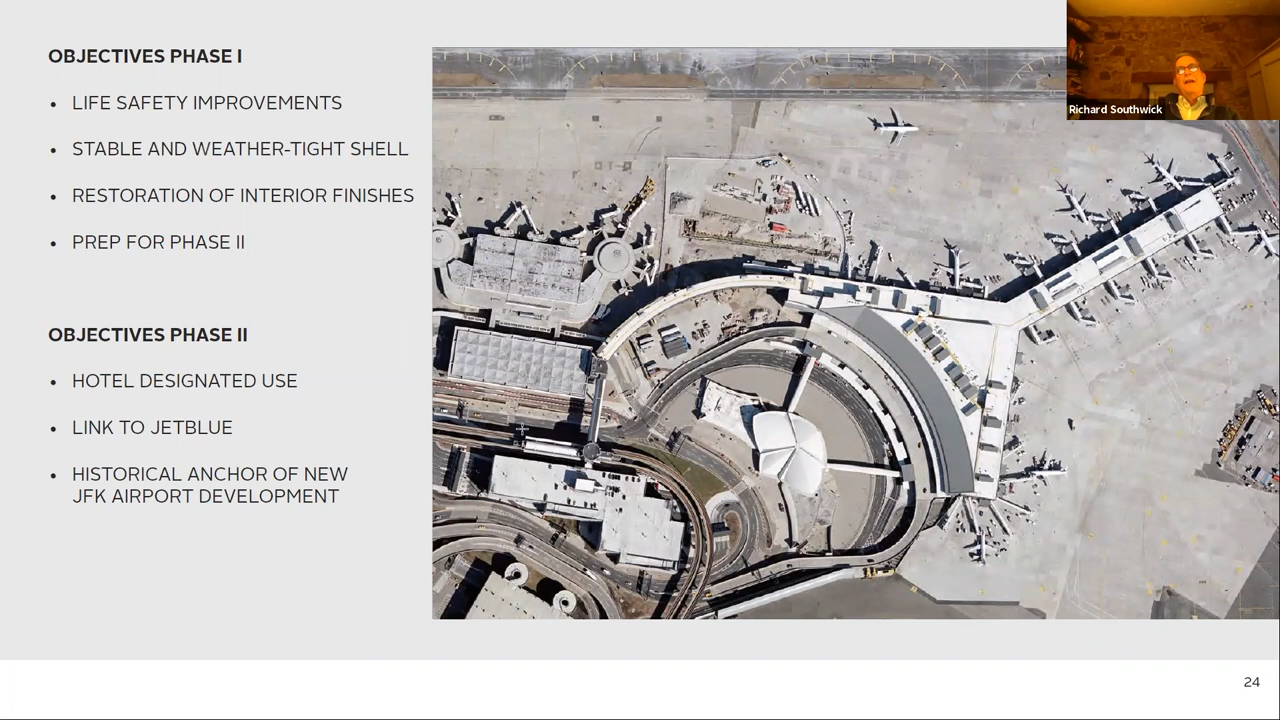 OBJECTIVES PHASE I
• LIFE SAFETY IMPROVEMENTS
• STABLE AND WEATHER-TIGHT SHELL
• RESTORATION OF INTERIOR FINISHES
• PREP FOR PHASE II
OBJECTIVES PHASE II
• HOTEL DESIGNATED USE
• LINK TO JETBLUE
• HISTORICAL ANCHOR OF NEW
JFK AIRPORT DEVELOPMENT
Richard Southwick
24